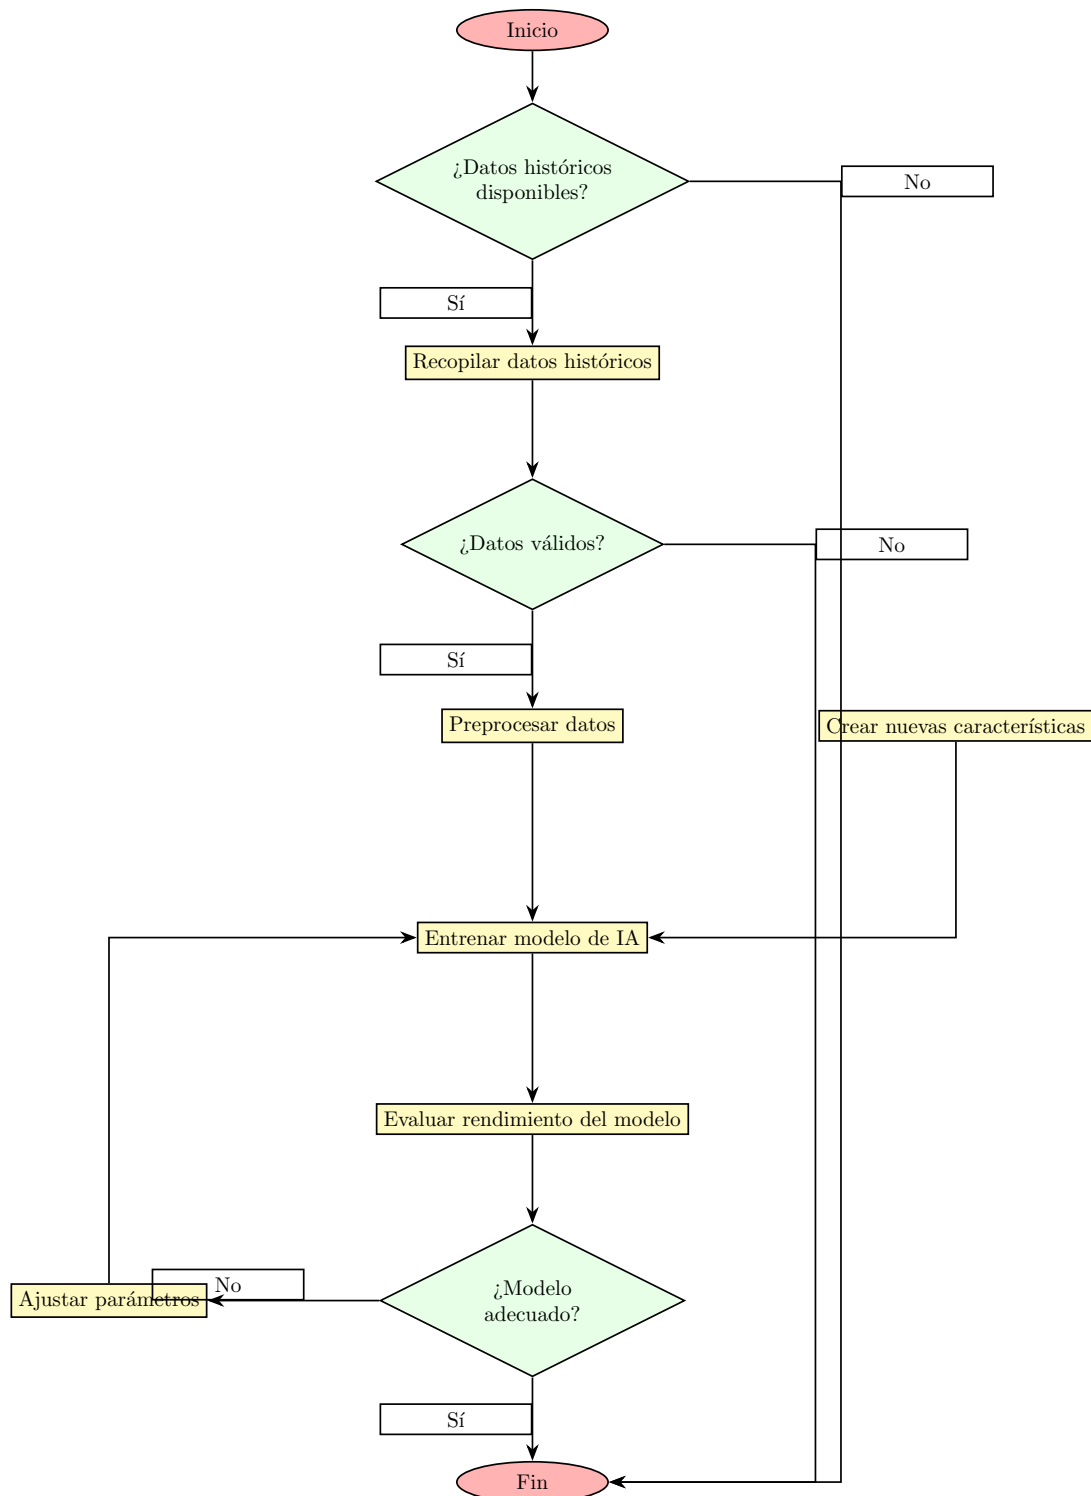 Inicio
¿Datos históricos
disponibles?
No
Sí
Recopilar datos históricos
¿Datos válidos?
No
Sí
Preprocesar datos
Crear nuevas características
Entrenar modelo de IA
Evaluar rendimiento del modelo
¿Modelo
adecuado?
No
Ajustar parámetros
Sí
Fin